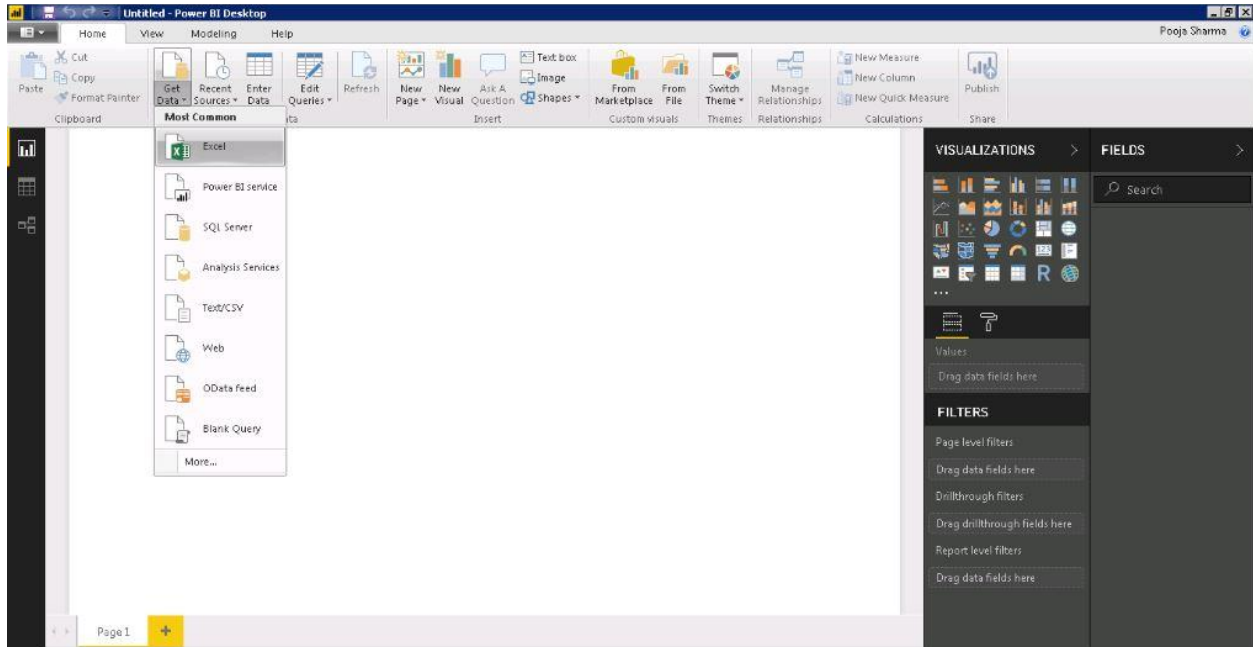 Untitled - Power BI Desktop
Home View Modeling Help
Pooja Sharma
Paste
Cut
Copy
Format Painter
Clipboard
Get Data
Recent Sources
Enter Data
Edit Queries
Refresh
New Page
New Visual
Ask A Question
Text box
Image
Shapes
Insert
From Marketplace
From File
Custom visuals
Switch Theme
Themes
Manage Relationships
Relationships
New Measure
New Column
New Quick Measure
Calculations
Publish
Share
Most Common
Excel
Power BI service
SQL Server
Analysis Services
Text/CSV
Web
OData feed
Blank Query
More...
VISUALIZATIONS
R
123
...
Values
Drag data fields here
FILTERS
Page level filters
Drag data fields here
Drillthrough filters
Drag drillthrough fields here
Report level filters
Drag data fields here
FIELDS
Search
Page 1